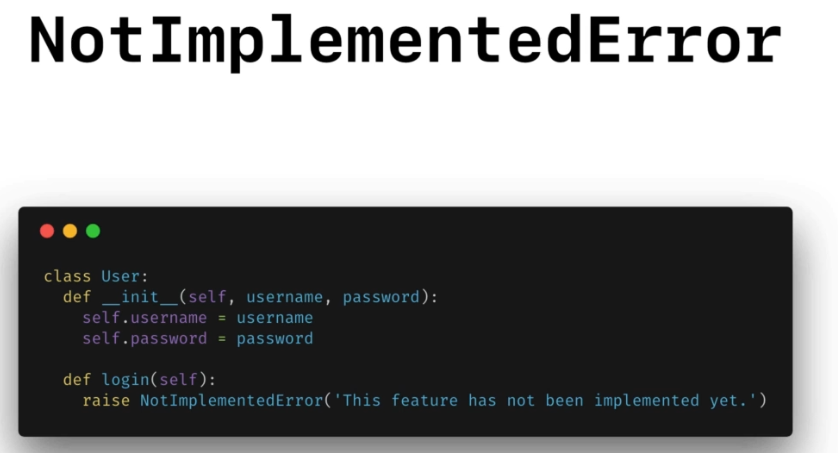 NotImplementedError
class User:
  def __init__(self, username, password):
    self.username = username
    self.password = password
  def login(self):
    raise NotImplementedError('This feature has not been implemented yet.')